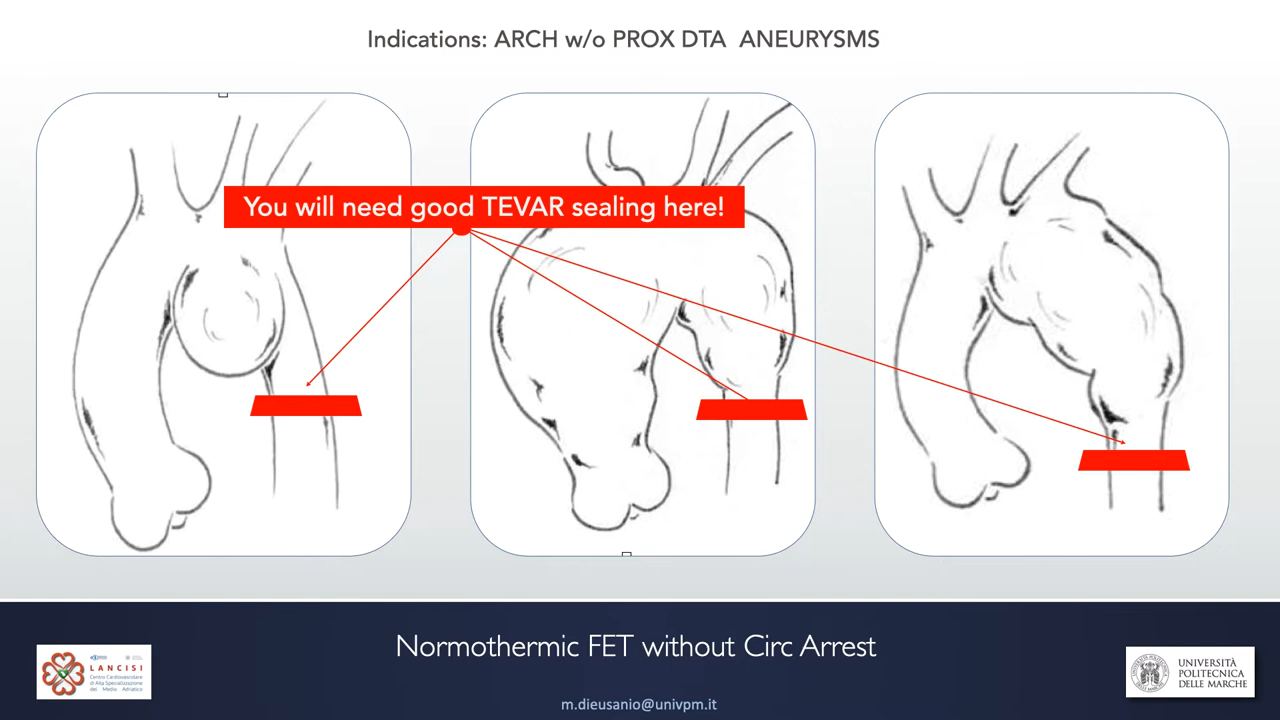 Indications: ARCH w/o PROX DTA ANEURYSMS
You will need good TEVAR sealing here!
Normothermic FET without Circ Arrest
LANCISI
Centro Cardiovascolare
di Alta Specializzazione
del Medio Adriatico
UNIVERSITÀ
POLITECNICA
DELLE MARCHE
m.dieusanio@univpm.it